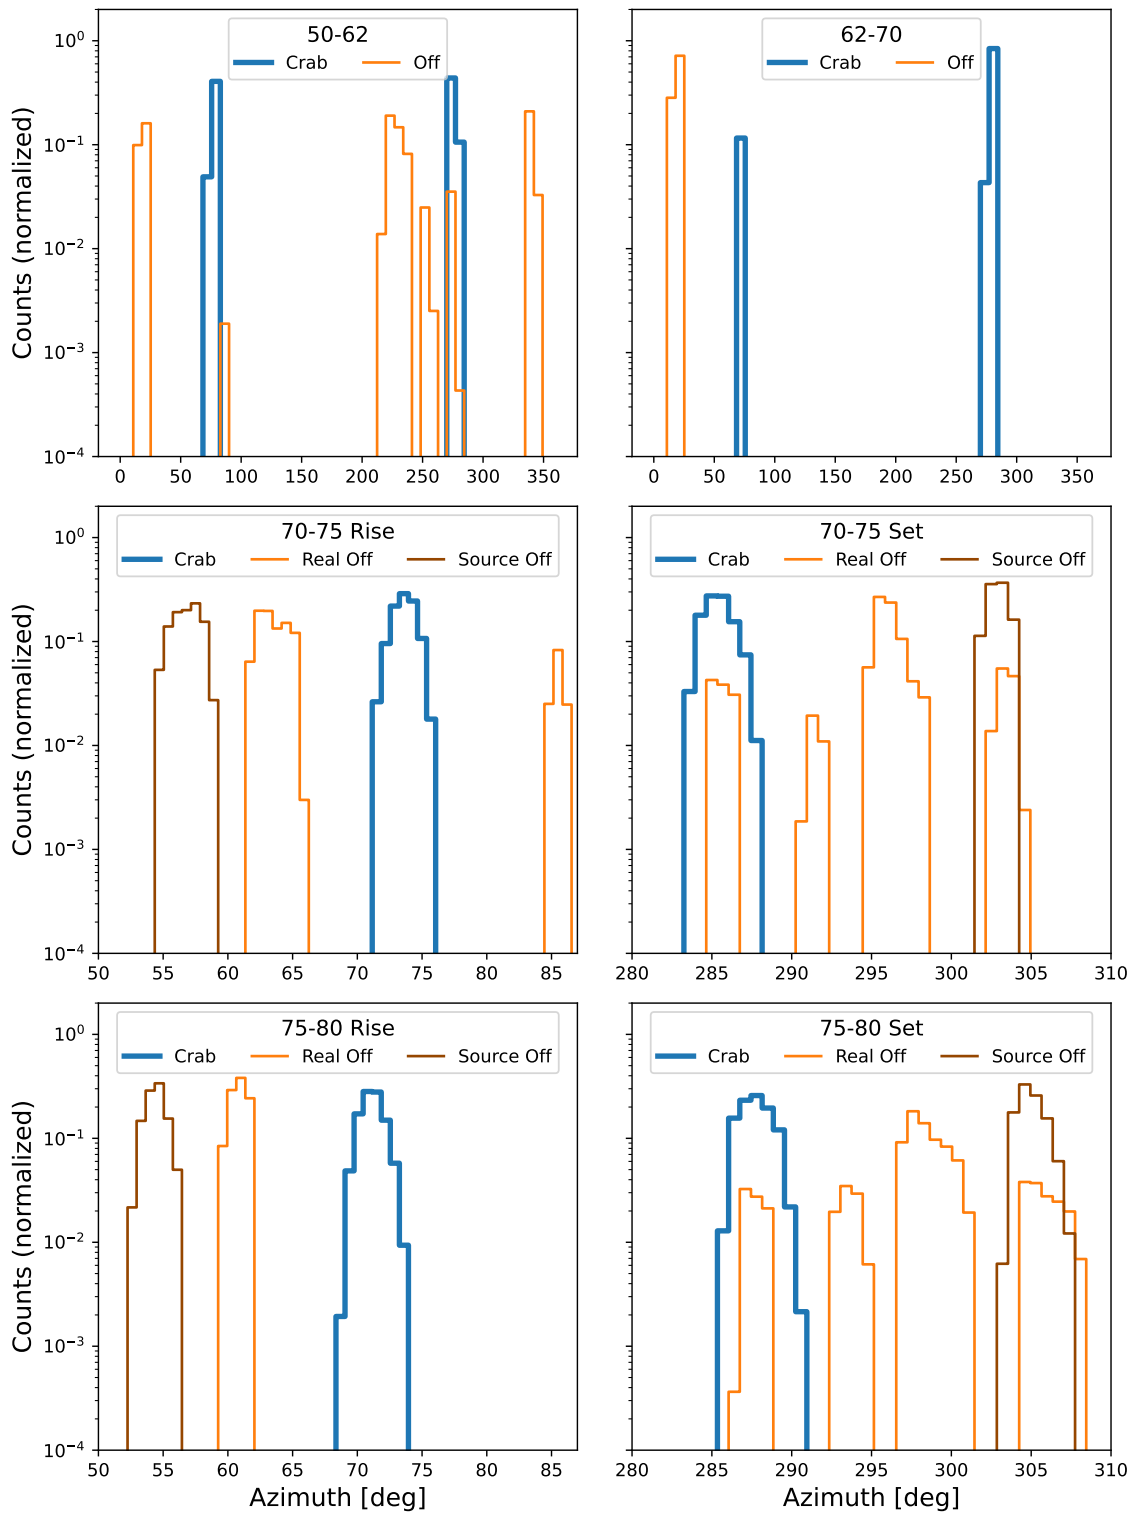 50-62
Crab Off
62-70
Crab Off
10⁰
10⁻¹
10⁻²
10⁻³
10⁻⁴
Counts (normalized)
0 50 100 150 200 250 300 350
0 50 100 150 200 250 300 350
70-75 Rise
Crab Real Off Source Off
70-75 Set
Crab Real Off Source Off
10⁰
10⁻¹
10⁻²
10⁻³
10⁻⁴
Counts (normalized)
50 55 60 65 70 75 80 85
280 285 290 295 300 305 310
75-80 Rise
Crab Real Off Source Off
75-80 Set
Crab Real Off Source Off
10⁰
10⁻¹
10⁻²
10⁻³
10⁻⁴
Counts (normalized)
50 55 60 65 70 75 80 85
280 285 290 295 300 305 310
Azimuth [deg]
Azimuth [deg]